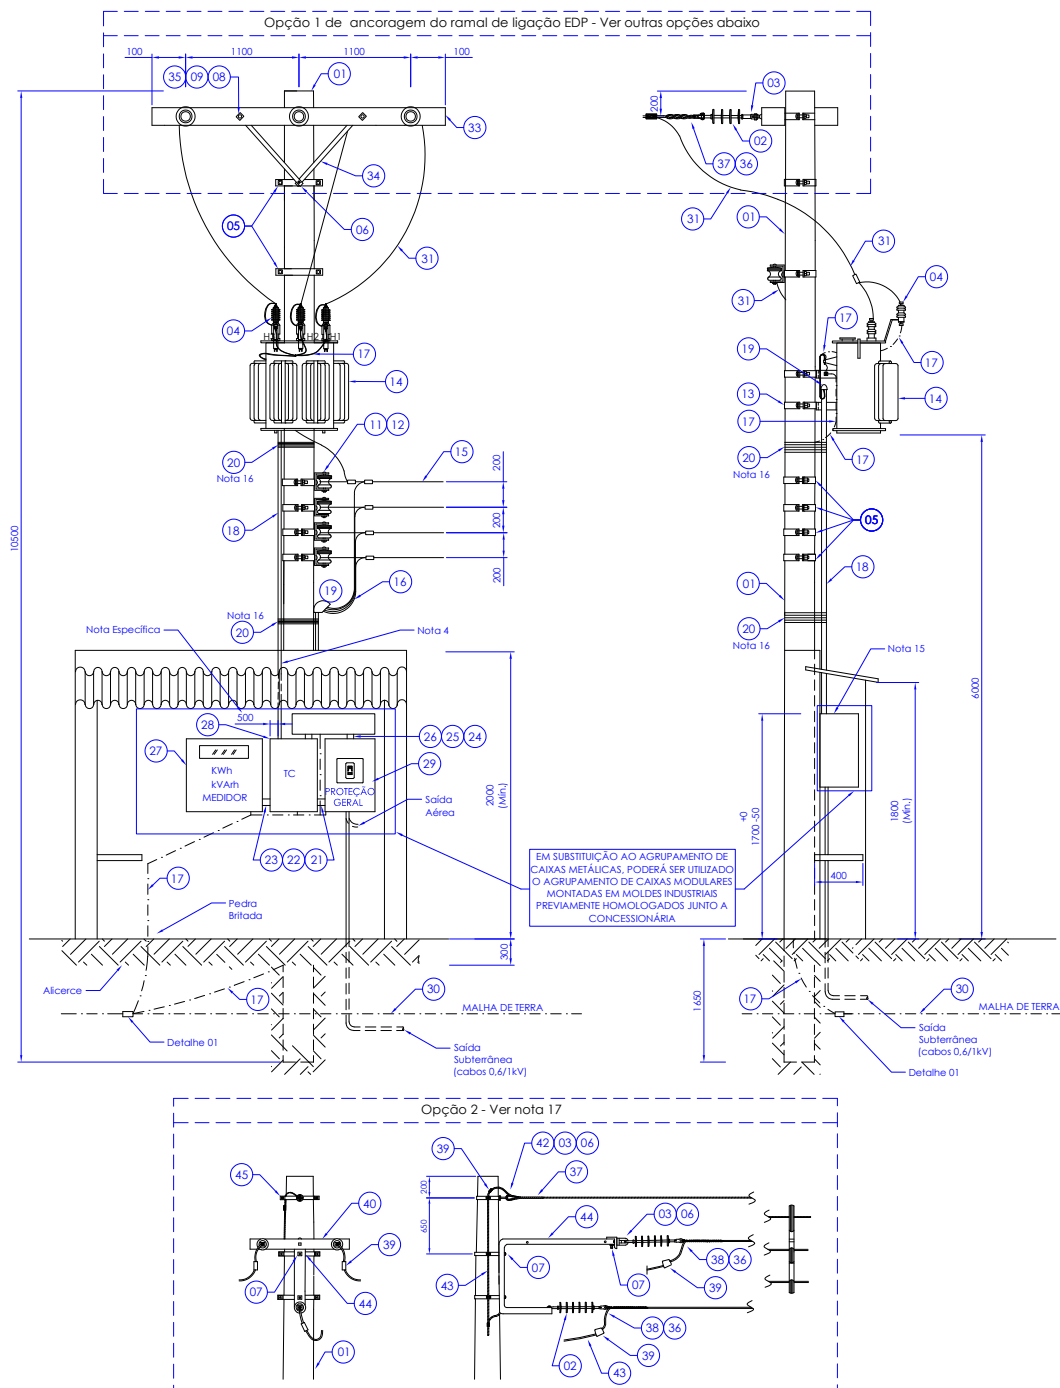 Opção 1 de ancoragem do ramal de ligação EDP - Ver outras opções abaixo
100
1100
1100
100
35
09
08
01
33
34
06
05
31
04
H3
H2
H1
17
14
11
12
20
Nota 16
15
200
200
200
18
19
16
Nota 16
20
Nota Específica
Nota 4
10500
500
28
27
KWh
kVArh
MEDIDOR
TC
PROTEÇÃO
GERAL
26
25
24
29
Saída
Aérea
23
22
21
17
Pedra
Britada
2000
(Mín.)
300
Alicerce
17
30
MALHA DE TERRA
Detalhe 01
Saída
Subterrânea
(cabos 0,6/1kV)
EM SUBSTITUIÇÃO AO AGRUPAMENTO DE
CAIXAS METÁLICAS, PODERÁ SER UTILIZADO
O AGRUPAMENTO DE CAIXAS MODULARES
MONTADAS EM MOLDES INDUSTRIAIS
PREVIAMENTE HOMOLOGADOS JUNTO A
CONCESSIONÁRIA
200
03
02
37
36
31
01
31
31
04
17
17
19
13
14
17
20
17
Nota 16
05
18
01
20
Nota 16
Nota 15
6000
+0
1700 -50
1800
(Mín.)
400
1650
17
30
MALHA DE TERRA
Saída
Subterrânea
(cabos 0,6/1kV)
Detalhe 01
Opção 2 - Ver nota 17
45
40
39
07
44
01
39
42
03
06
37
200
650
44
03
06
07
07
38
36
39
43
02
38
36
39
43